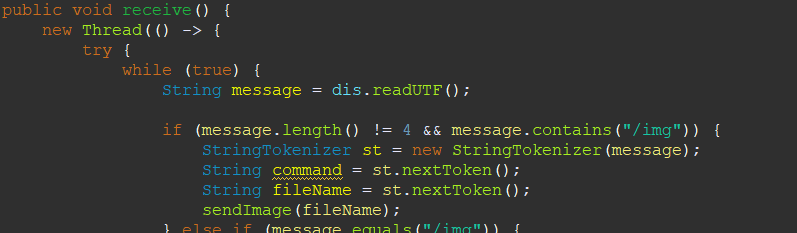 public void receive() {
    new Thread(() -> {
        try {
            while (true) {
                String message = dis.readUTF();

                if (message.length() != 4 && message.contains("/img")) {
                    StringTokenizer st = new StringTokenizer(message);
                    String command = st.nextToken();
                    String fileName = st.nextToken();
                    sendImage(fileName);
                } else if (message.equals("/img")) {